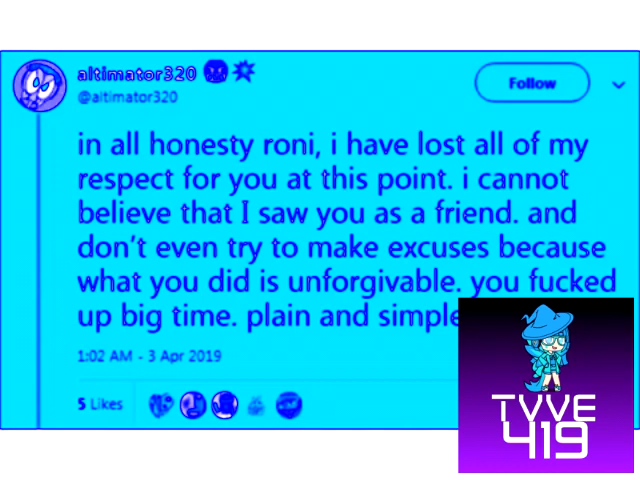 altimator320
@altimator320
Follow
in all honesty roni, i have lost all of my
respect for you at this point. i cannot
believe that I saw you as a friend. and
don't even try to make excuses because
what you did is unforgivable. you fucked
up big time. plain and simple
1:02 AM - 3 Apr 2019
5 Likes
TVVE
419